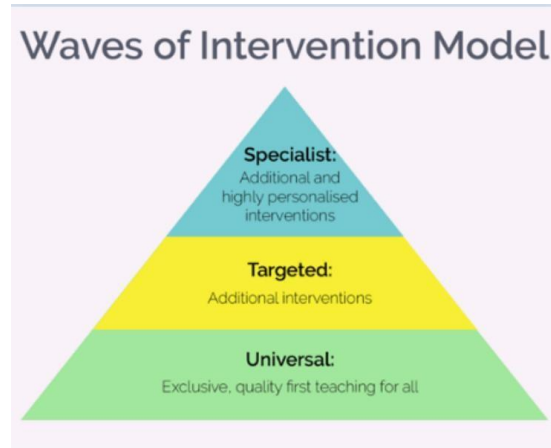 Waves of Intervention Model
Specialist:
Additional and
highly personalised
interventions
Targeted:
Additional interventions
Universal:
Exclusive, quality first teaching for all